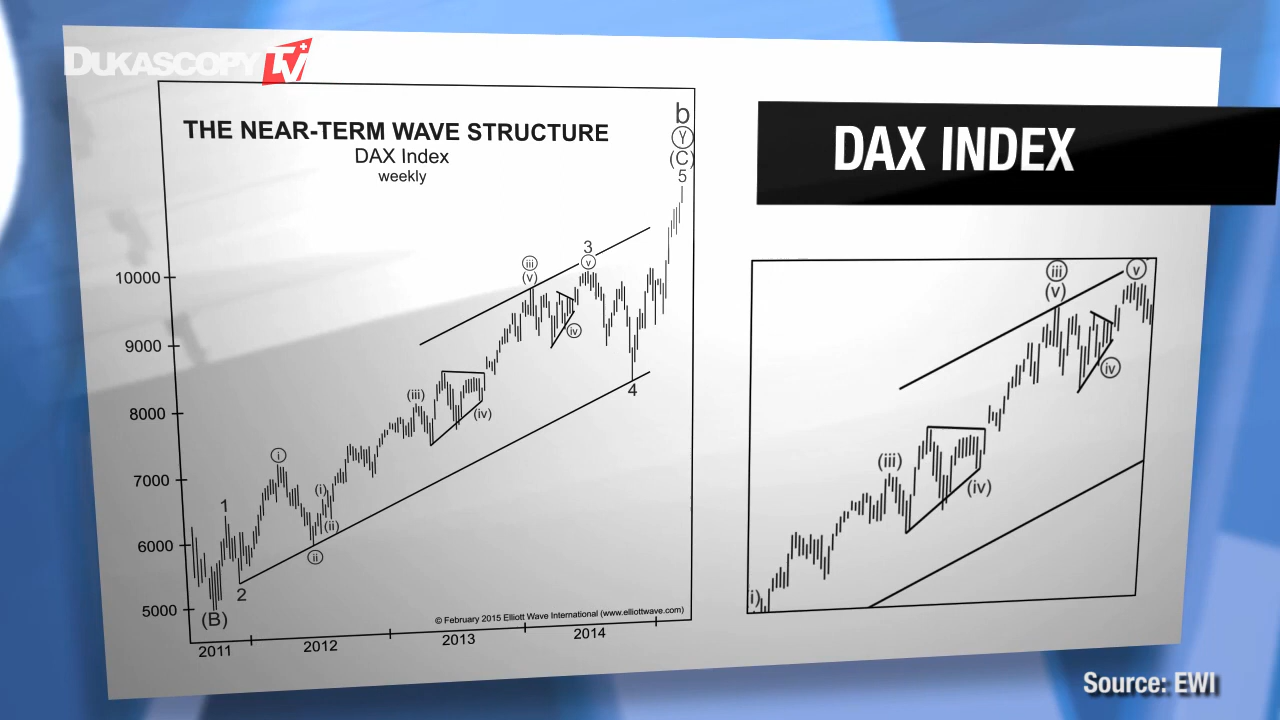 DUKASCOPY TV
THE NEAR-TERM WAVE STRUCTURE
DAX Index
weekly
b
Y
(C)
5
3
v
iii
(v)
iv
4
(iii)
(iv)
i
(i)
(ii)
ii
1
2
(B)
10000
9000
8000
7000
6000
5000
© February 2015 Elliott Wave International (www.elliottwave.com)
2011
2012
2013
2014
DAX INDEX
iii
(v)
v
iv
(iii)
(iv)
i)
Source: EWI